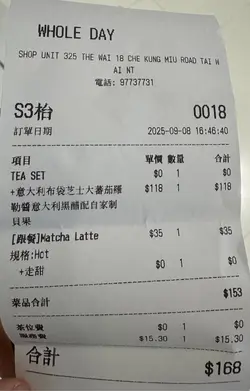 WHOLE DAY
SHOP UNIT 325 THE WAI 18 CHE KUNG MIU ROAD TAI W
AI NT
電話: 97737731
S3枱 0018
訂單日期 2025-09-08 16:46:40
項目 單價 數量 合計
TEA SET $0 1 $0
+意大利布袋芝士大蕃茄羅 $118 1 $118
勒醬意大利黑醋配自家制
貝果
[跟餐]Matcha Latte $35 1 $35
規格:Hot
+走甜 $0 1 $0
菜品合計 $153
茶位費 $0 1 $0
服務費 $15.30 1 $15.30
合計 $168